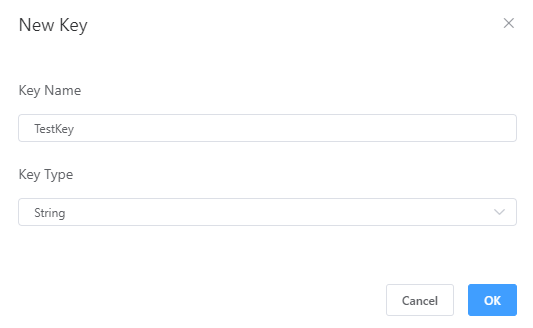 New Key
Key Name
TestKey
Key Type
String
Cancel
OK